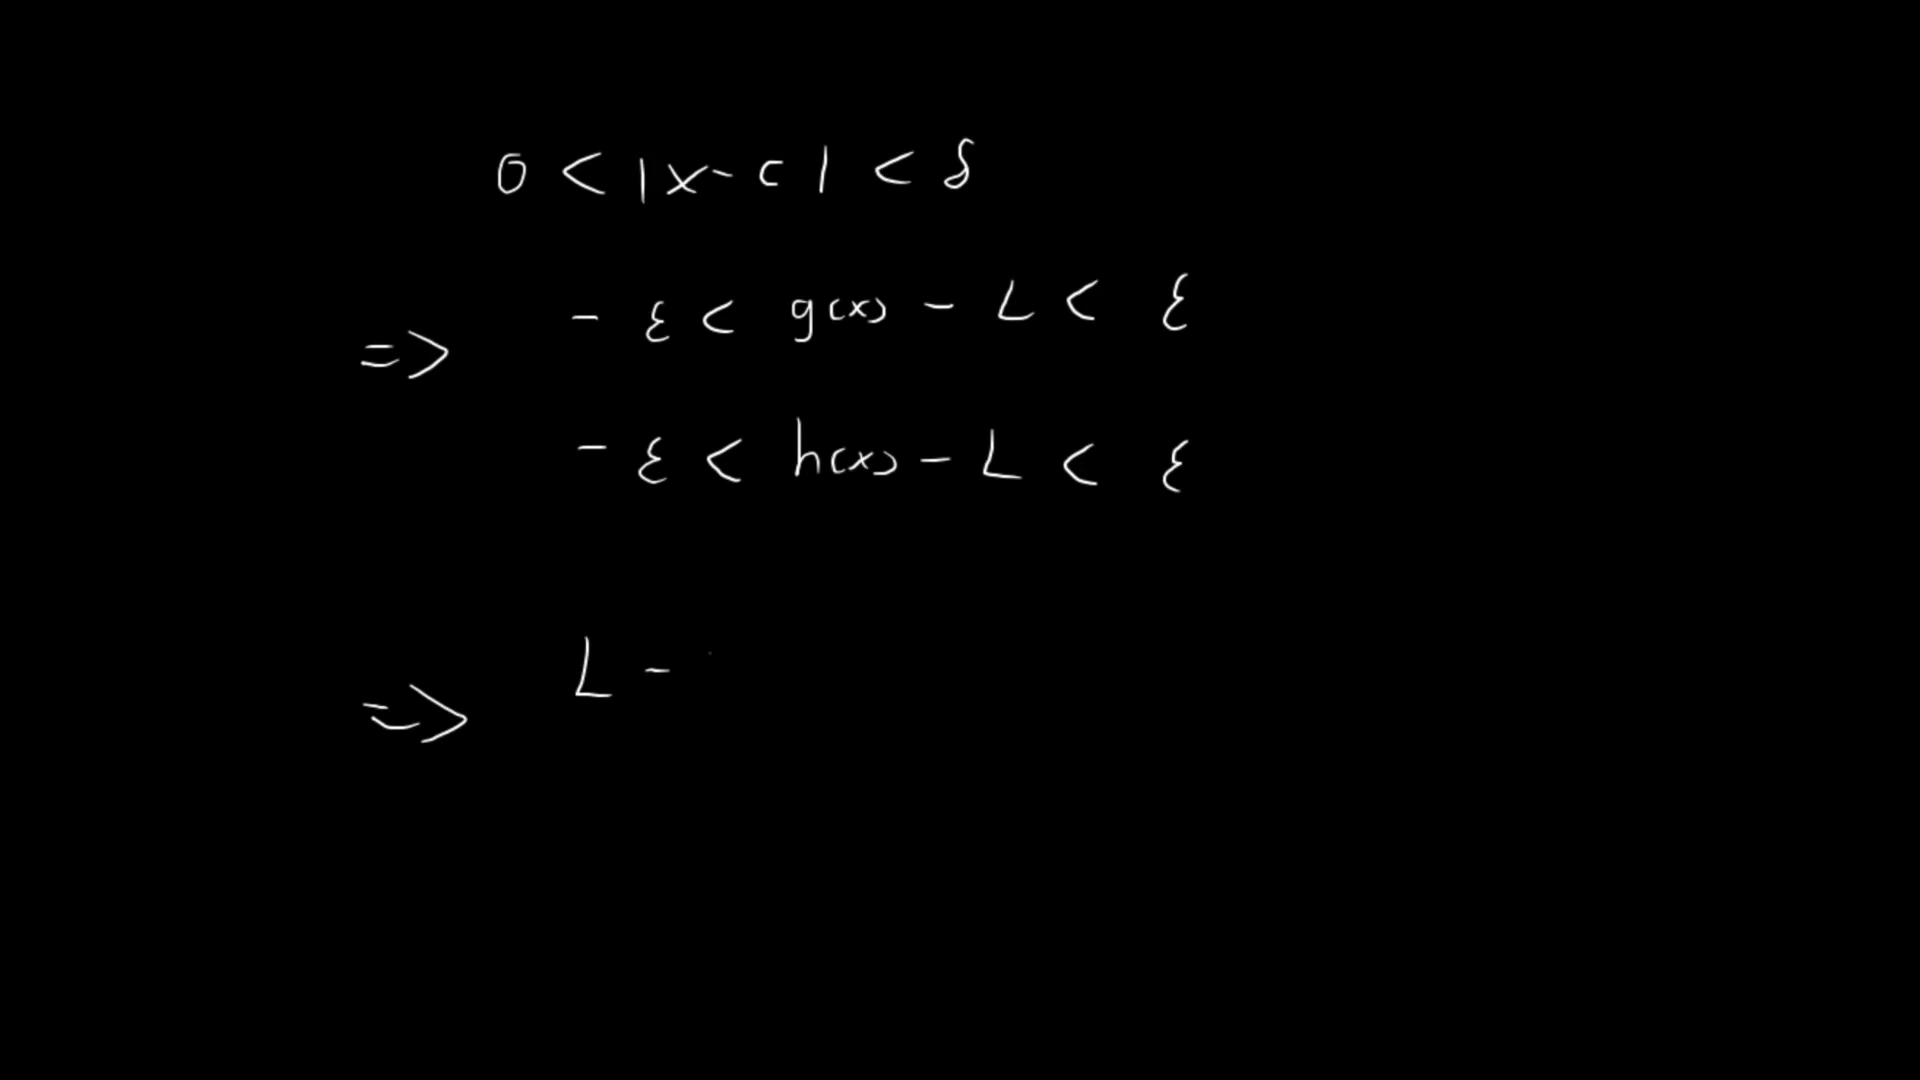 0 < |x - c| < δ
=> - ε < g(x) - L < ε
- ε < h(x) - L < ε
=> L -